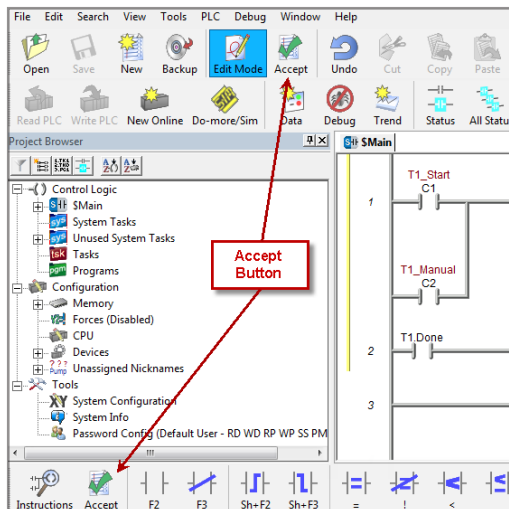 File Edit Search View Tools PLC Debug Window Help
Open Save New Backup Edit Mode Accept Undo Cut Copy Paste
Read PLC Write PLC New Online Do-more/Sim Data Debug Trend Status All Statu
Project Browser
$Main
Control Logic
$Main
System Tasks
Unused System Tasks
Tasks
Programs
Configuration
Memory
Forces (Disabled)
CPU
Devices
Unassigned Nicknames
Tools
System Configuration
System Info
Password Config (Default User - RD WD RP WP SS PM
Accept
Button
T1_Start
C1
1
T1_Manual
C2
T1.Done
2
3
Instructions Accept F2 F3 Sh+F2 Sh+F3 = ! <